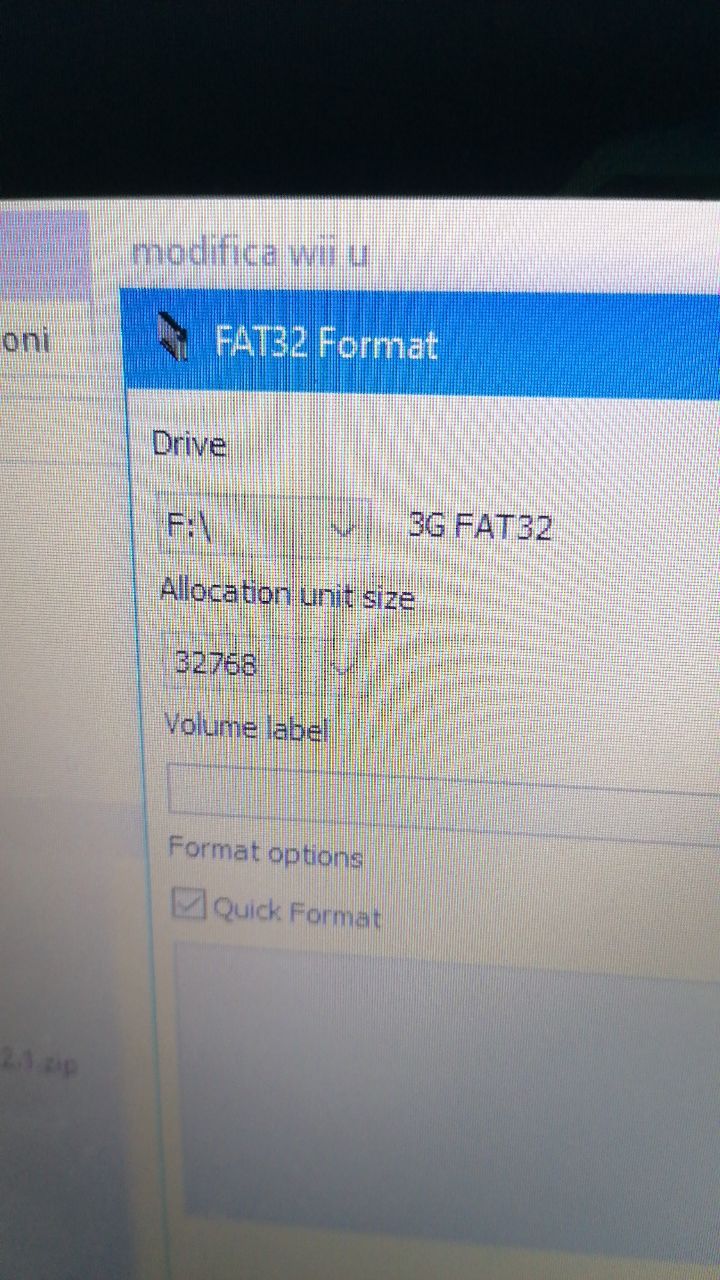 modifica wii u
oni
FAT32 Format
Drive
F:\
3G FAT32
Allocation unit size
32768
Volume label
Format options
Quick Format
2.1.zip